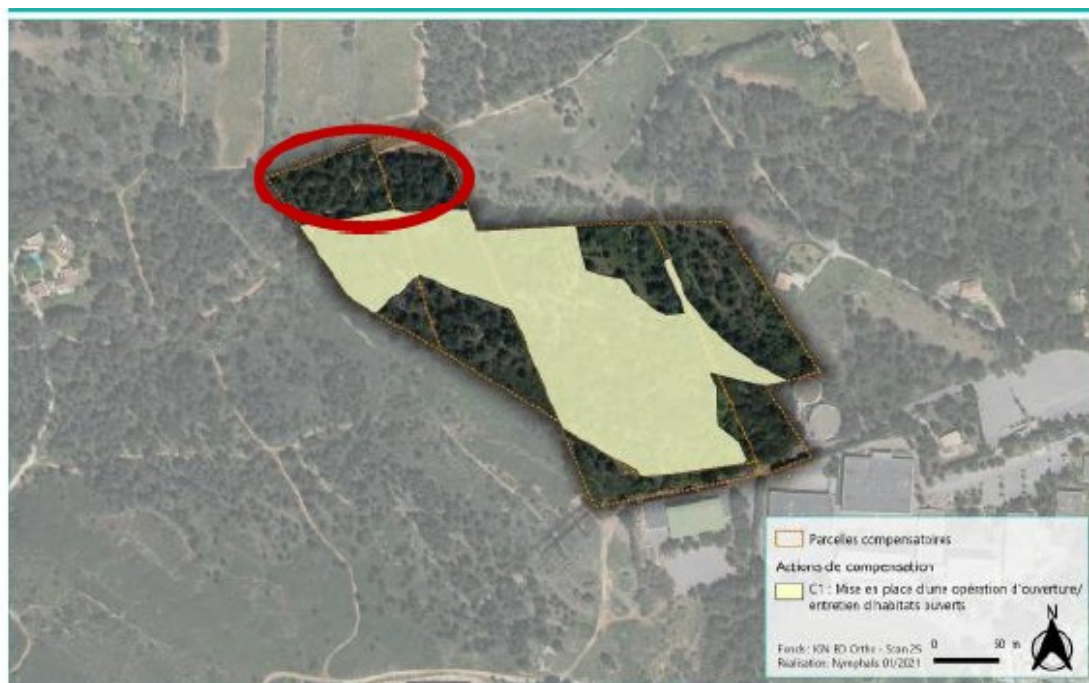 Parcelles compensatoires
Actions de compensation
C1 : Mise en place d'une opération d'ouverture/
entretien d'habitats ouverts
N
Fonds : IGN BD Ortho - Scan25
0 50 m
Réalisation: Nymphalis 01/2021